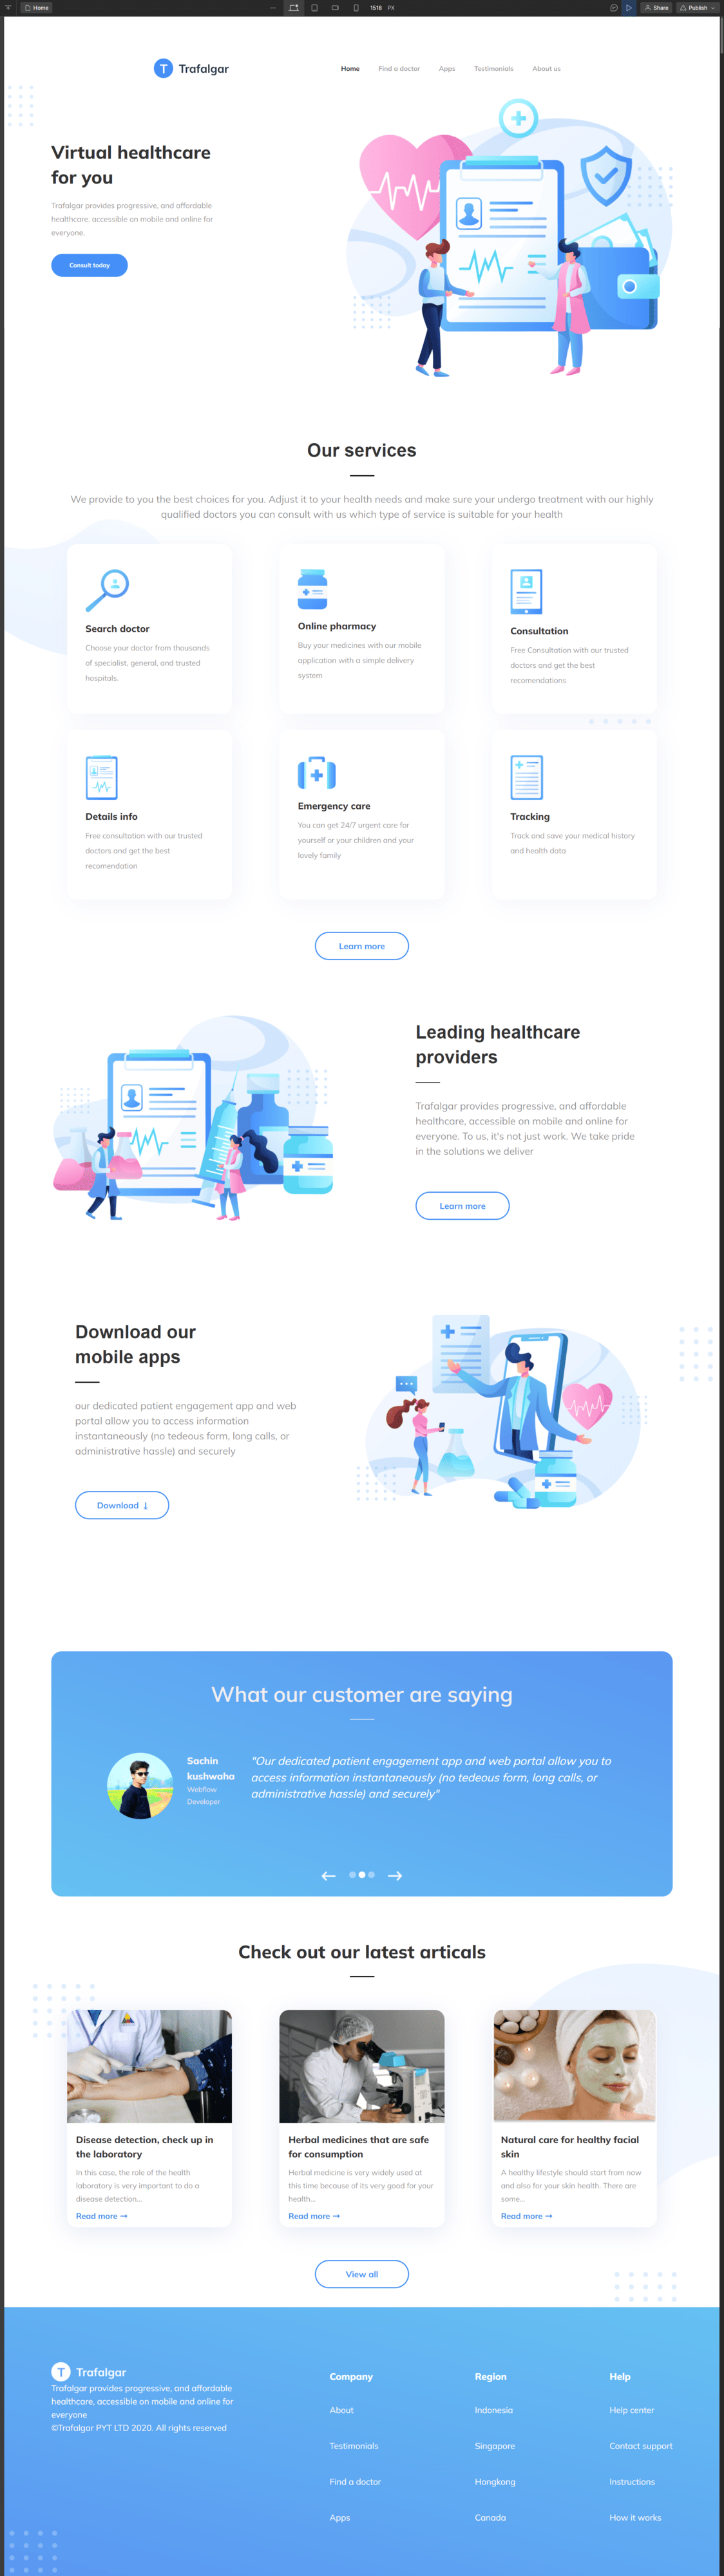 Home
1518 PX
Share
Publish
T Trafalgar
Home
Find a doctor
Apps
Testimonials
About us
Virtual healthcare
for you
Trafalgar provides progressive, and affordable
healthcare. accessible on mobile and online for
everyone.
Consult today
Our services
We provide to you the best choices for you. Adjust it to your health needs and make sure your undergo treatment with our highly
qualified doctors you can consult with us which type of service is suitable for your health
Search doctor
Choose your doctor from thousands
of specialist, general, and trusted
hospitals.
Online pharmacy
Buy your medicines with our mobile
application with a simple delivery
system
Consultation
Free Consultation with our trusted
doctors and get the best
recomendations
Details info
Free consultation with our trusted
doctors and get the best
recomendation
Emergency care
You can get 24/7 urgent care for
yourself or your children and your
lovely family
Tracking
Track and save your medical history
and health data
Learn more
Leading healthcare
providers
Trafalgar provides progressive, and affordable
healthcare, accessible on mobile and online for
everyone. To us, it's not just work. We take pride
in the solutions we deliver
Learn more
Download our
mobile apps
our dedicated patient engagement app and web
portal allow you to access information
instantaneously (no tedeous form, long calls, or
administrative hassle) and securely
Download ↓
What our customer are saying
Sachin
kushwaha
Webflow
Developer
"Our dedicated patient engagement app and web portal allow you to
access information instantaneously (no tedeous form, long calls, or
administrative hassle) and securely"
Check out our latest articals
Disease detection, check up in
the laboratory
In this case, the role of the health
laboratory is very important to do a
disease detection...
Read more →
Herbal medicines that are safe
for consumption
Herbal medicine is very widely used at
this time because of its very good for your
health...
Read more →
Natural care for healthy facial
skin
A healthy lifestyle should start from now
and also for your skin health. There are
some...
Read more →
View all
T Trafalgar
Trafalgar provides progressive, and affordable
healthcare, accessible on mobile and online for
everyone
©Trafalgar PYT LTD 2020. All rights reserved
Company
About
Testimonials
Find a doctor
Apps
Region
Indonesia
Singapore
Hongkong
Canada
Help
Help center
Contact support
Instructions
How it works